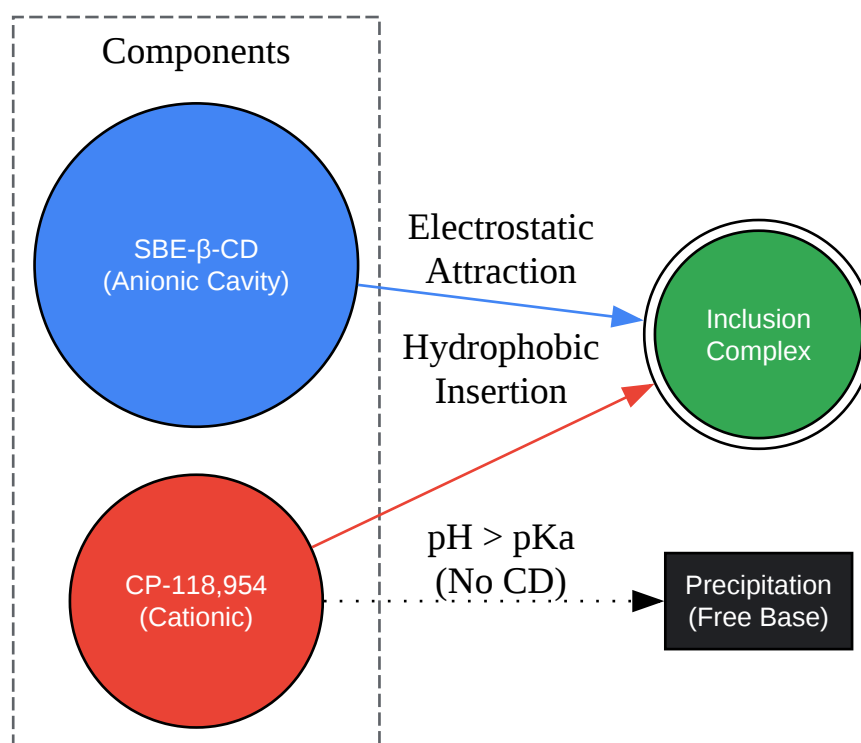 Components
SBE-β-CD
(Anionic Cavity)
Electrostatic
Attraction
Inclusion
Complex
Hydrophobic
Insertion
CP-118,954
(Cationic)
pH > pKa
(No CD)
Precipitation
(Free Base)